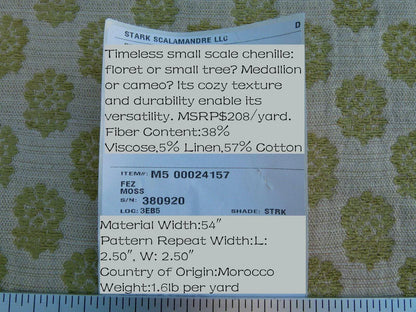 STARK SCALAMANDRE LLC
D
Timeless small scale chenille:
floret or small tree? Medallion
or cameo? Its cozy texture
and durability enable its
versatility. MSRP$208/yard.
Fiber Content:38%
Viscose,5% Linen,57% Cotton
ITEM#: M5 00024157
FEZ
MOSS
S/N: 380920
LOC: 3EB5 SHADE: STRK
Material Width:54"
Pattern Repeat Width:L:
2.50", W: 2.50"
Country of Origin:Morocco
Weight:1.6lb per yard